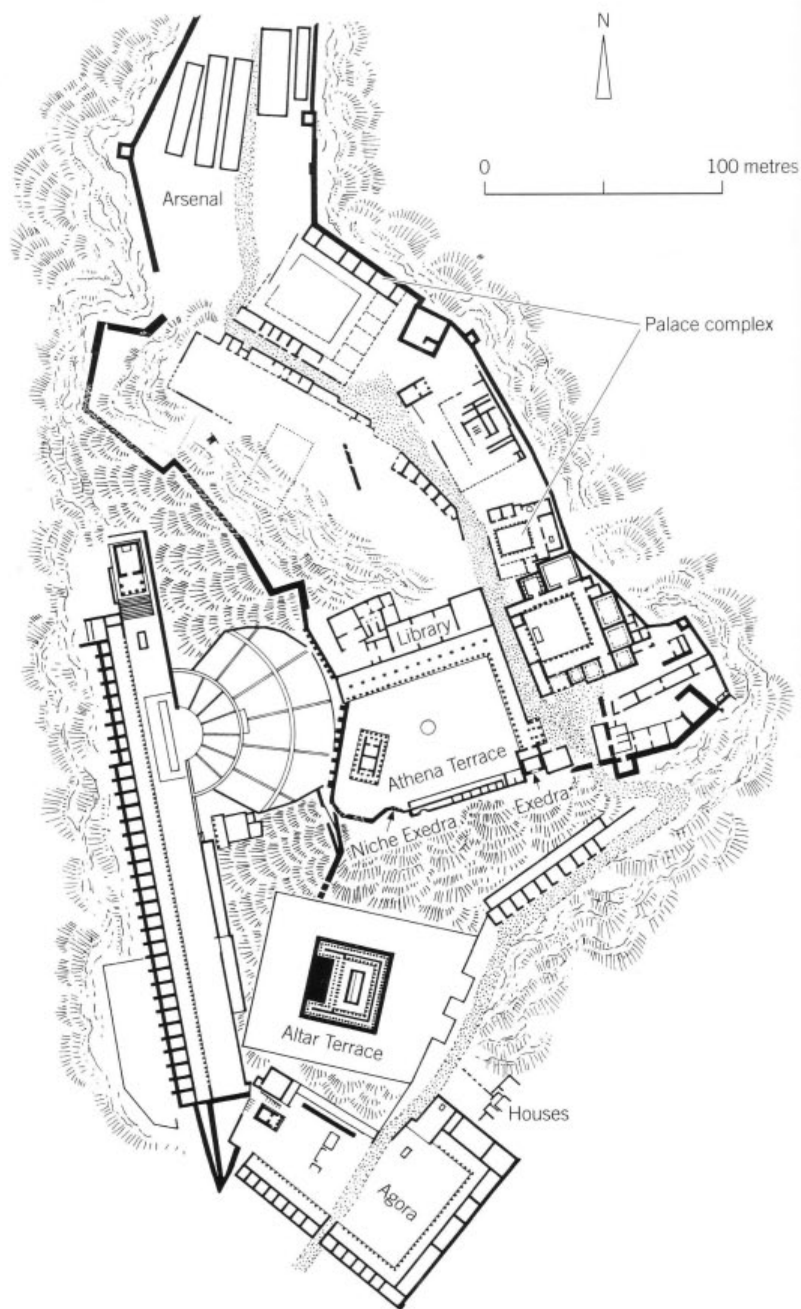 N
0 100 metres
Arsenal
Palace complex
Library
Athena Terrace
Exedra
Niche Exedra
Altar Terrace
Houses
Agora